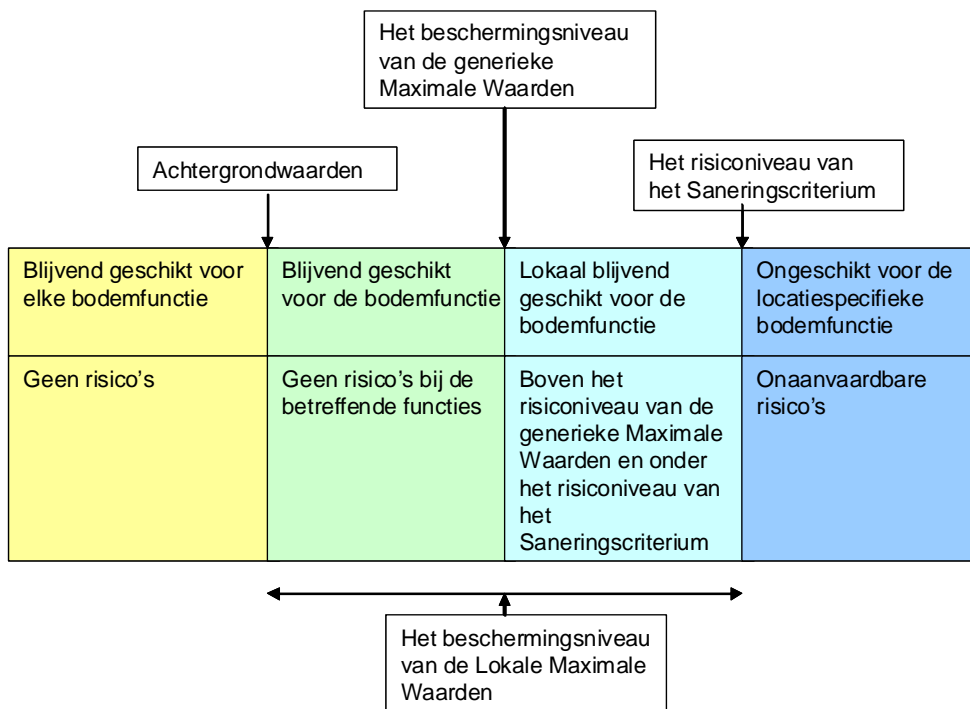 Het beschermingsniveau
van de generieke
Maximale Waarden
Achtergrondwaarden
Het risiconiveau van
het Saneringscriterium
Blijvend geschikt voor
elke bodemfunctie
Blijvend geschikt
voor de bodemfunctie
Lokaal blijvend
geschikt voor de
bodemfunctie
Ongeschikt voor de
locatiespecifieke
bodemfunctie
Geen risico's
Geen risico's bij de
betreffende functies
Boven het
risiconiveau van de
generieke Maximale
Waarden en onder
het risiconiveau van
het
Saneringscriterium
Onaanvaardbare
risico's
Het beschermingsniveau
van de Lokale Maximale
Waarden